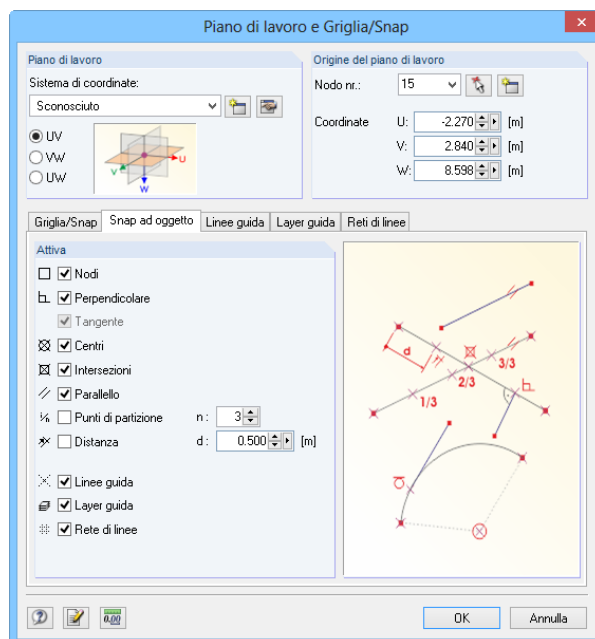 Piano di lavoro e Griglia/Snap
Piano di lavoro
Sistema di coordinate:
Sconosciuto
UV
VW
UW
U
V
W
Origine del piano di lavoro
Nodo nr.: 15
Coordinate U: -2.270 [m]
V: 2.840 [m]
W: 8.598 [m]
Griglia/Snap Snap ad oggetto Linee guida Layer guida Reti di linee
Attiva
Nodi
Perpendicolare
Tangente
Centri
Intersezioni
Parallelo
Punti di partizione n: 3
Distanza d: 0.500 [m]
Linee guida
Layer guida
Rete di linee
d
3/3
2/3
1/3
0.00
OK Annulla